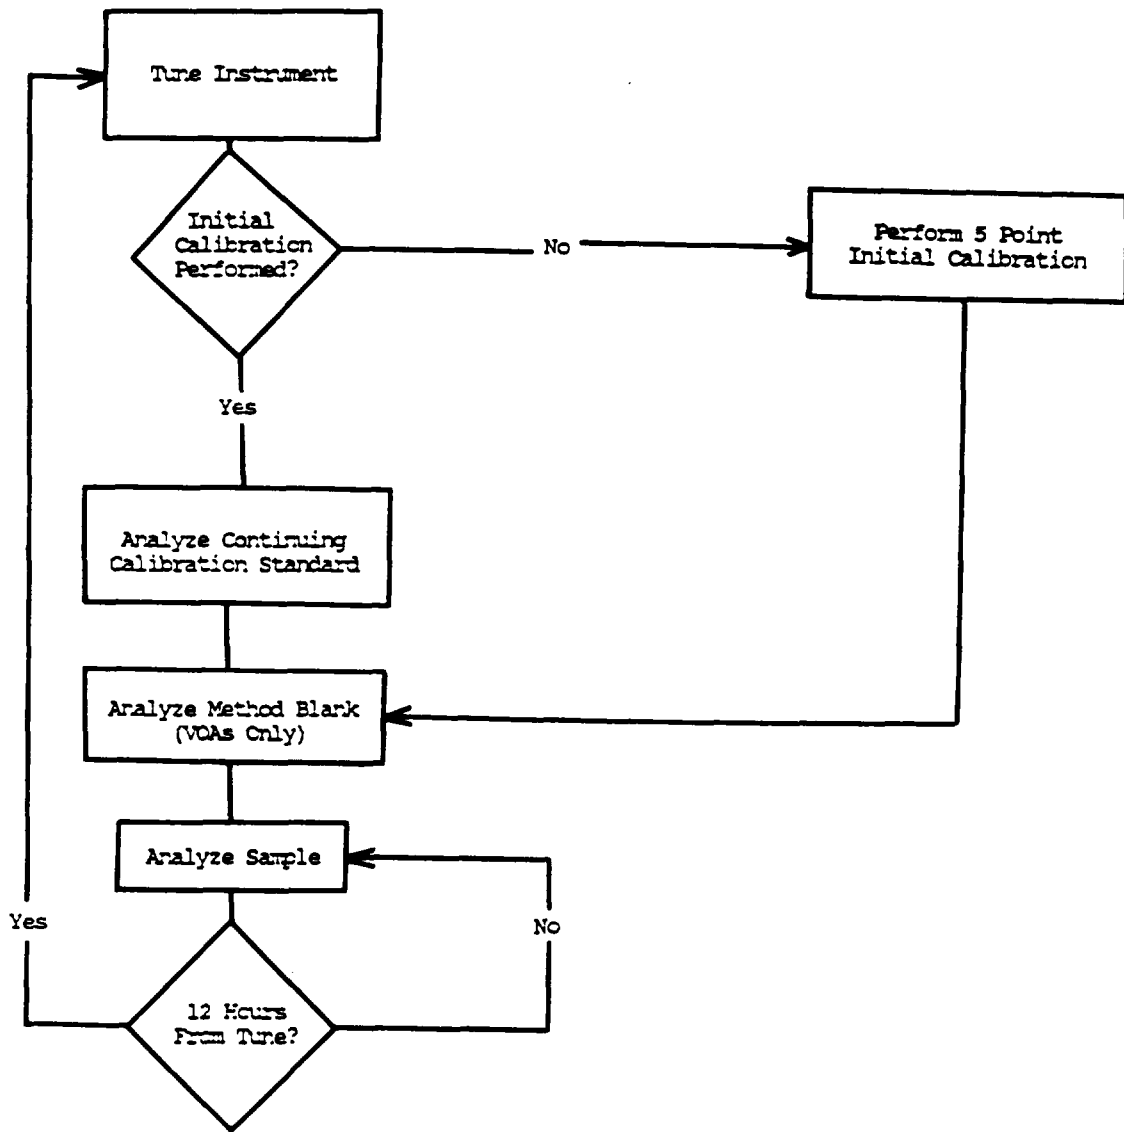 Tune Instrument
Initial
Calibration
Performed?
No
Perform 5 Point
Initial Calibration
Yes
Analyze Continuing
Calibration Standard
Analyze Method Blank
(VOAs Only)
Analyze Sample
Yes
No
12 Hours
From Tune?